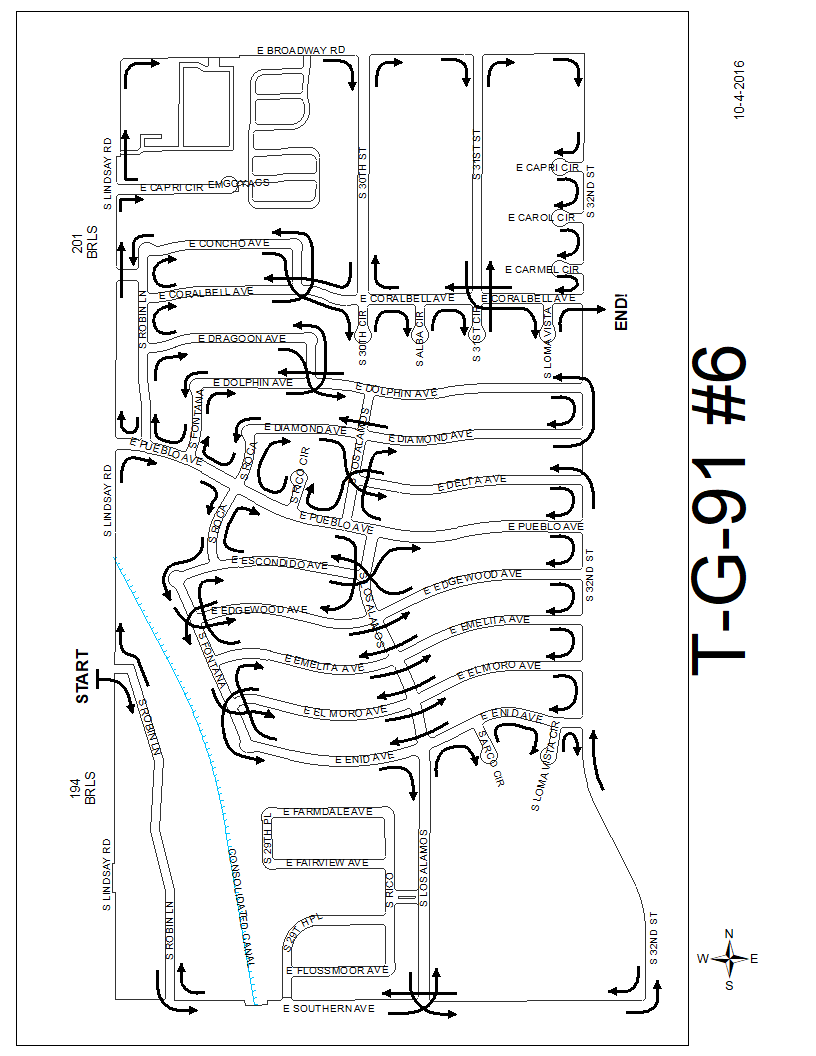 E BROADWAY RD
10-4-2016
S LINDSAY RD
S 30TH ST
S 31ST ST
E CAPRI CIR
S 32ND ST
E CAPRI CIR
E CAROL CIR
201
BRLS
E CONCHO AVE
E CARMEL CIR
S ROBIN LN
E CORALBELL AVE
E CORALBELL AVE
E CORALBELL AVE
END!
S 30TH CIR
S ALBA CIR
S 31ST CIR
S LOMA VISTA
E DRAGOON AVE
E DOLPHIN AVE
E DOLPHIN AVE
S FONTANA
T-G-91 #6
E DIAMOND AVE
E DIAMOND AVE
S LOS ALAMOS
E PUEBLO AVE
S ROCA
S RICO CIR
S LINDSAY RD
E DELTA AVE
S ROCA
E PUEBLO AVE
E PUEBLO AVE
E ESCONDIDO AVE
S 32ND ST
E EDGEWOOD AVE
E EDGEWOOD AVE
S LOS ALAMOS
E EMELITA AVE
S FONTANA
E EMELITA AVE
START
E ELMORO AVE
E EL MORO AVE
S ROBIN LN
E ENID AVE
E ENID AVE
S ARCO CIR
S LOMA VISTA CIR
194
BRLS
E FARMDALE AVE
S 29TH PL
E FAIRVIEW AVE
S LINDSAY RD
S RICO
S LOS ALAMOS
CONSOLIDATED CANAL
S ROBIN LN
S 29TH PL
S 32ND ST
E FLOSSMOOR AVE
E SOUTHERN AVE
N
W E
S